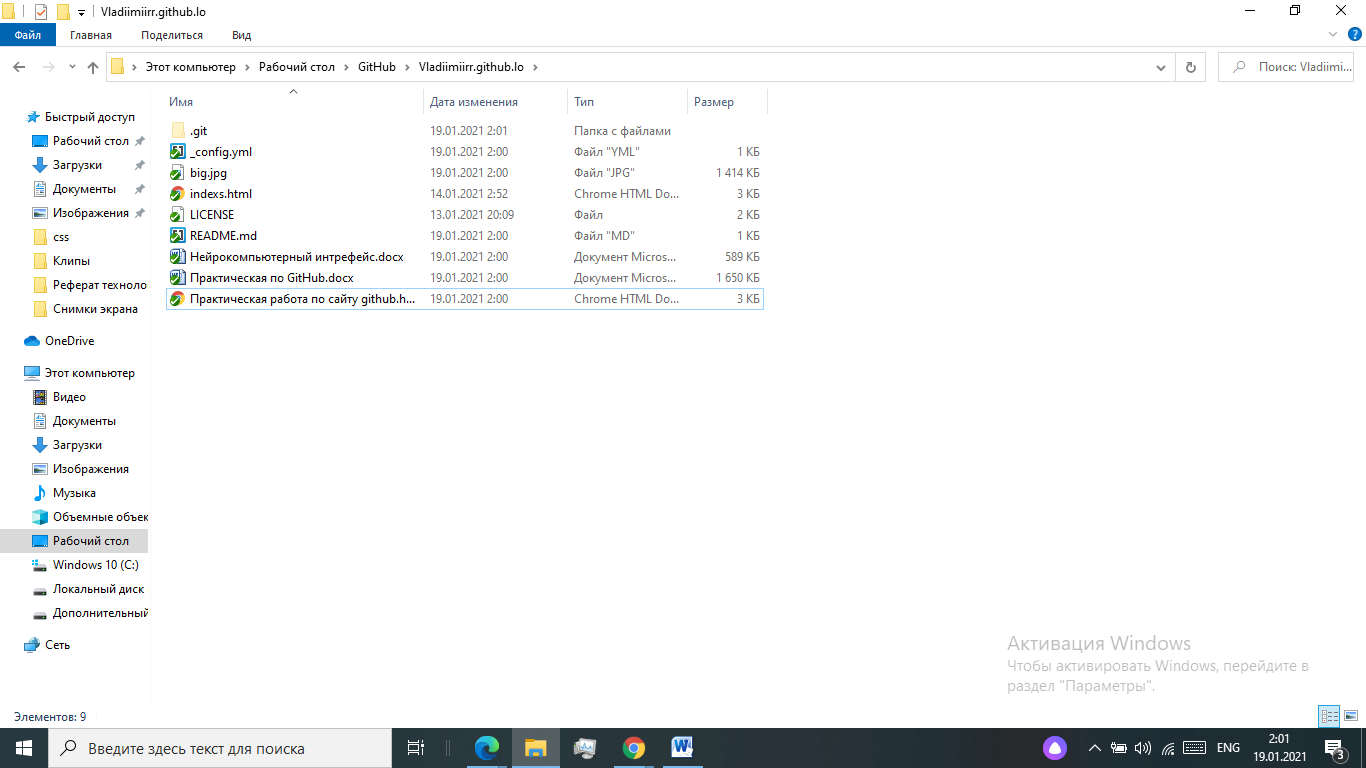 Vladiimiirr.github.lo
Файл Главная Поделиться Вид
Этот компьютер Рабочий стол GitHub Vladiimiirr.github.lo
Поиск: Vladiimi...
Имя Дата изменения Тип Размер
.git 19.01.2021 2:01 Папка с файлами
_config.yml 19.01.2021 2:00 Файл "YML" 1 КБ
big.jpg 19.01.2021 2:00 Файл "JPG" 1 414 КБ
indexs.html 14.01.2021 2:52 Chrome HTML Do... 3 КБ
LICENSE 13.01.2021 20:09 Файл 2 КБ
README.md 19.01.2021 2:00 Файл "MD" 1 КБ
Нейрокомпьютерный интрефейс.docx 19.01.2021 2:00 Документ Micros... 589 КБ
Практическая по GitHub.docx 19.01.2021 2:00 Документ Micros... 1 650 КБ
Практическая работа по сайту github.h... 19.01.2021 2:00 Chrome HTML Do... 3 КБ
Быстрый доступ
Рабочий стол
Загрузки
Документы
Изображения
css
Клипы
Реферат техноло
Снимки экрана
OneDrive
Этот компьютер
Видео
Документы
Загрузки
Изображения
Музыка
Объемные объек
Рабочий стол
Windows 10 (C:)
Локальный диск
Дополнительный
Сеть
Активация Windows
Чтобы активировать Windows, перейдите в
раздел "Параметры".
Элементов: 9
Введите здесь текст для поиска
ENG
2:01
19.01.2021
3